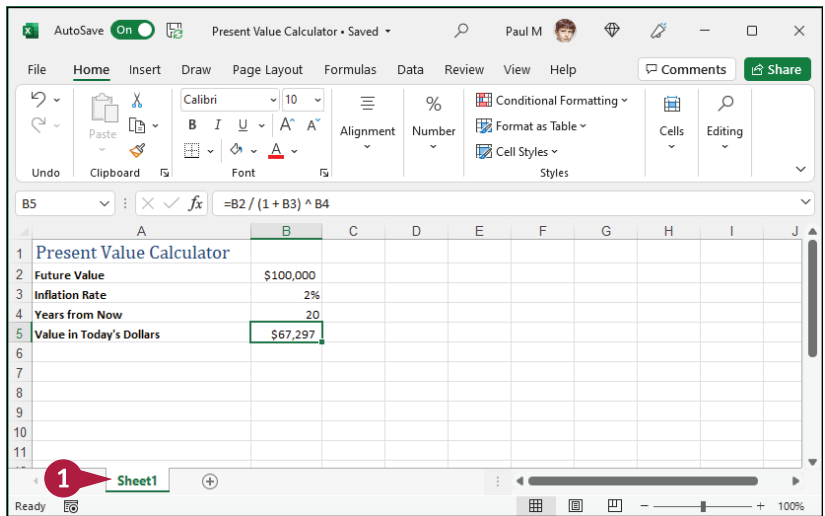 AutoSave On Present Value Calculator • Saved Paul M
File Home Insert Draw Page Layout Formulas Data Review View Help Comments Share
Calibri 10 % Conditional Formatting
Paste B I U A^ A˅ Alignment Number Format as Table Cells Editing
A Cell Styles
Undo Clipboard Font Styles
B5 fx =B2 / (1 + B3) ^ B4
A B C D E F G H I J
1 Present Value Calculator
2 Future Value $100,000
3 Inflation Rate 2%
4 Years from Now 20
5 Value in Today's Dollars $67,297
6
7
8
9
10
11
1 Sheet1
Ready 100%